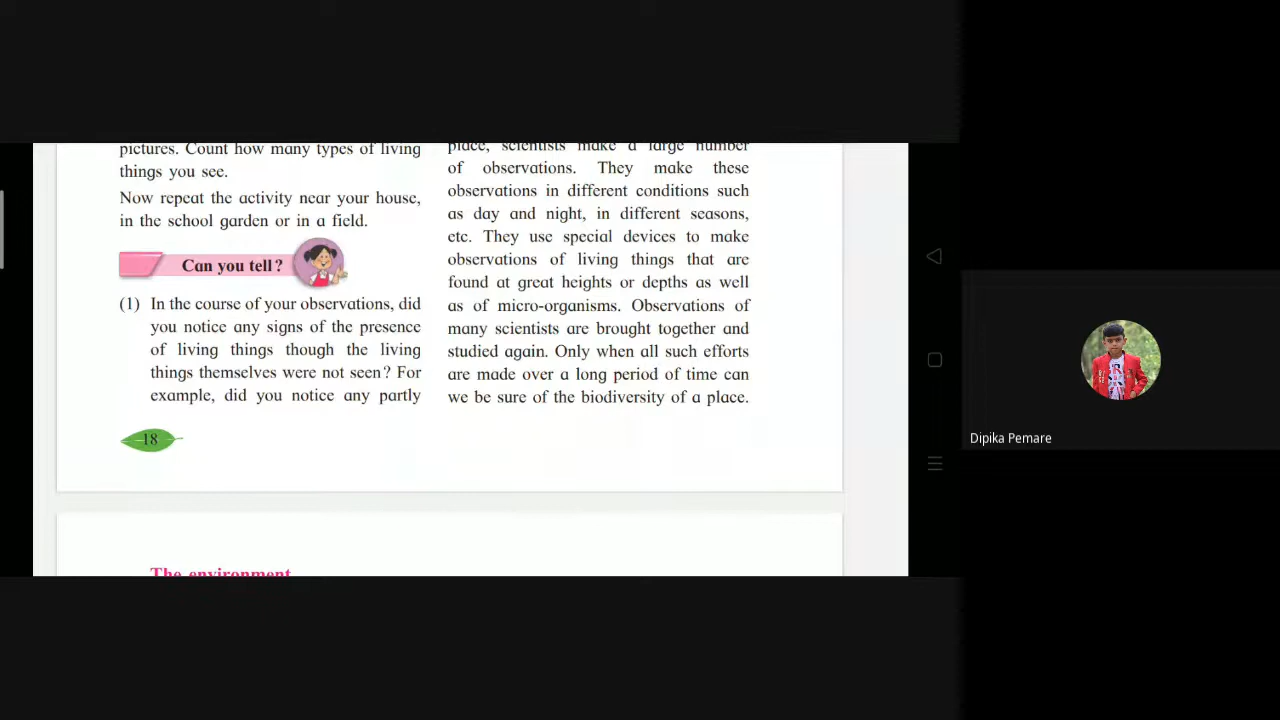 pictures. Count how many types of living
things you see.
Now repeat the activity near your house,
in the school garden or in a field.
Can you tell?
(1) In the course of your observations, did
you notice any signs of the presence
of living things though the living
things themselves were not seen? For
example, did you notice any partly
18
place, scientists make a large number
of observations. They make these
observations in different conditions such
as day and night, in different seasons,
etc. They use special devices to make
observations of living things that are
found at great heights or depths as well
as of micro-organisms. Observations of
many scientists are brought together and
studied again. Only when all such efforts
are made over a long period of time can
we be sure of the biodiversity of a place.
The environment
Dipika Pemare